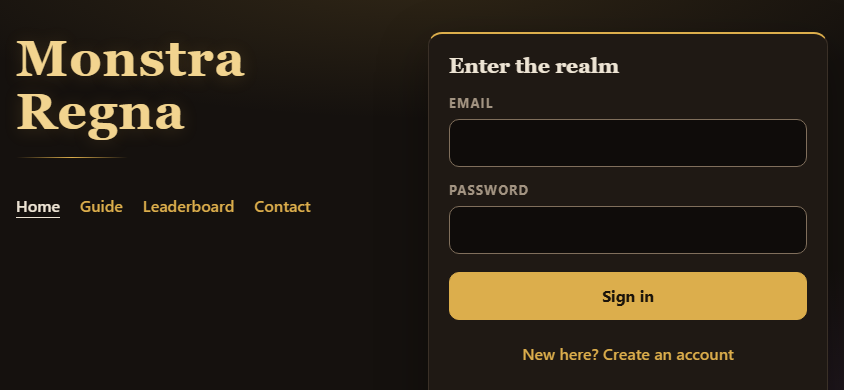 Monstra
Regna
Home Guide Leaderboard Contact
Enter the realm
EMAIL
PASSWORD
Sign in
New here? Create an account